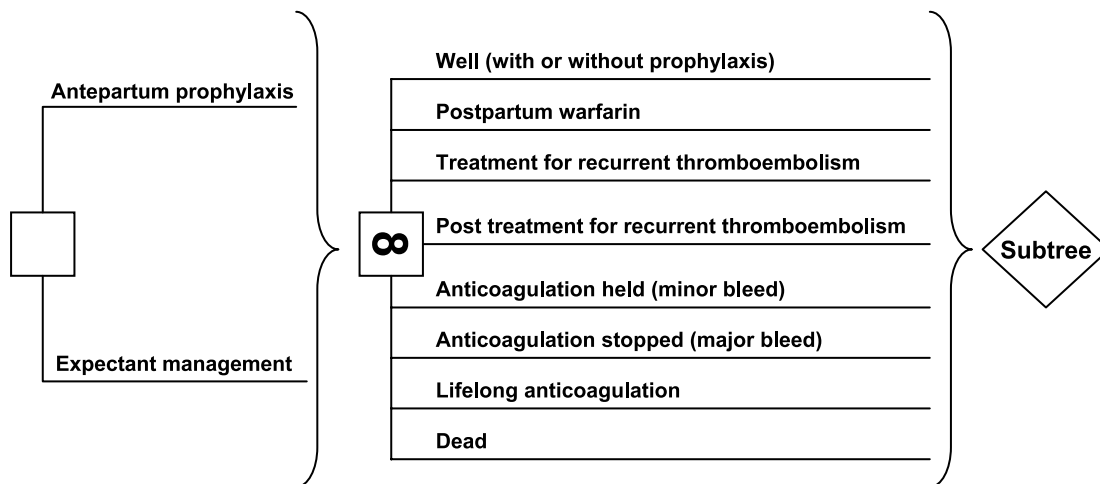 Antepartum prophylaxis
Expectant management
8
Well (with or without prophylaxis)
Postpartum warfarin
Treatment for recurrent thromboembolism
Post treatment for recurrent thromboembolism
Anticoagulation held (minor bleed)
Anticoagulation stopped (major bleed)
Lifelong anticoagulation
Dead
Subtree